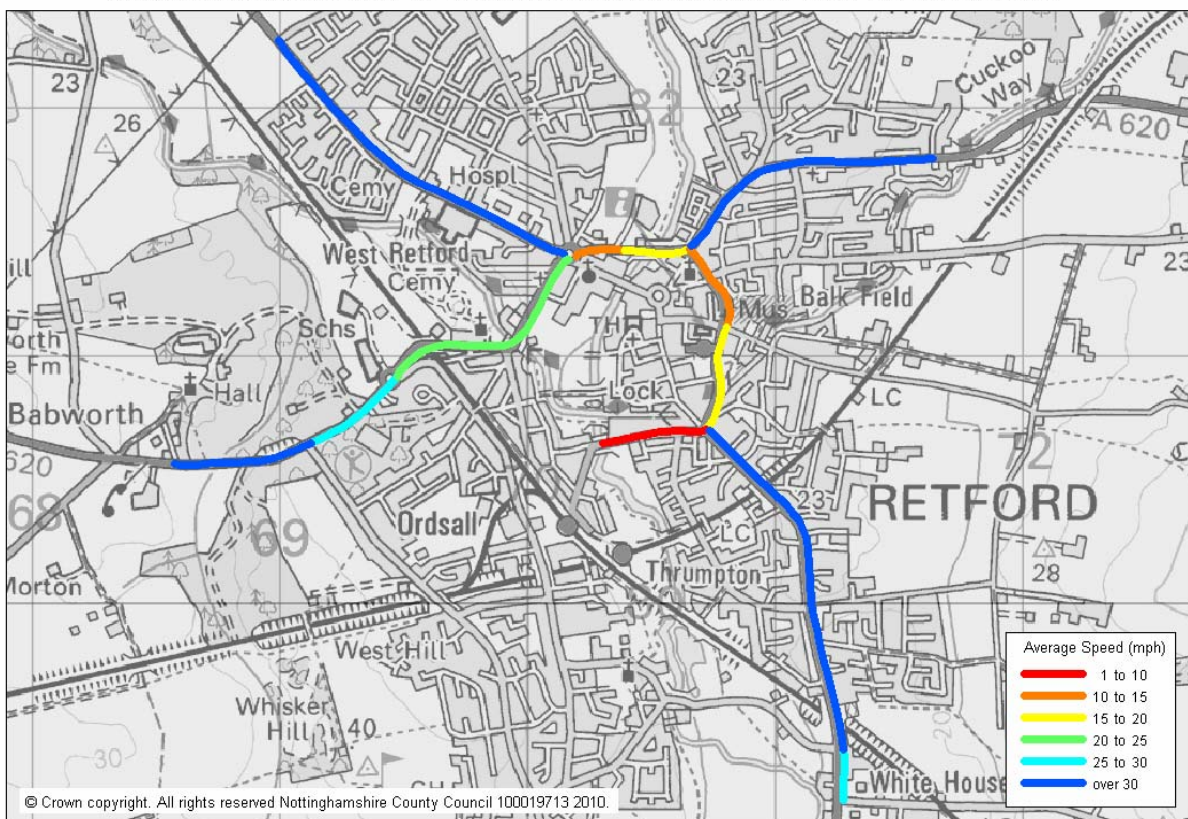 23
26
23
82
Cuckoo
Way
A 620
Cemy
Hospl
West Retford
Cemy
23
Mus
Balk Field
TH
Schs
Hall
Lock
LC
Babworth
620
68
69
72
23
RETFORD
Ordsall
LC
28
Thrumpton
Morton
West Hill
Whisker
Hill
40
30
20
White House
Average Speed (mph)
1 to 10
10 to 15
15 to 20
20 to 25
25 to 30
over 30
© Crown copyright. All rights reserved Nottinghamshire County Council 100019713 2010.